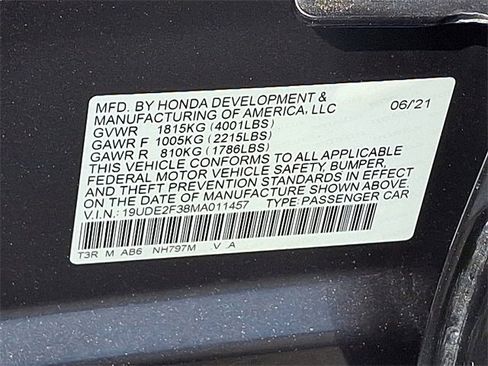 MFD. BY HONDA DEVELOPMENT & 06/21
MANUFACTURING OF AMERICA, LLC
GVWR 1815KG (4001LBS)
GAWR F 1005KG (2215LBS)
GAWR R 810KG (1786LBS)
THIS VEHICLE CONFORMS TO ALL APPLICABLE
FEDERAL MOTOR VEHICLE SAFETY, BUMPER,
AND THEFT PREVENTION STANDARDS IN EFFECT
ON THE DATE OF MANUFACTURE SHOWN ABOVE.
V.I.N.: 19UDE2F38MA011457 TYPE: PASSENGER CAR
T3R M AB6 NH797M V .A